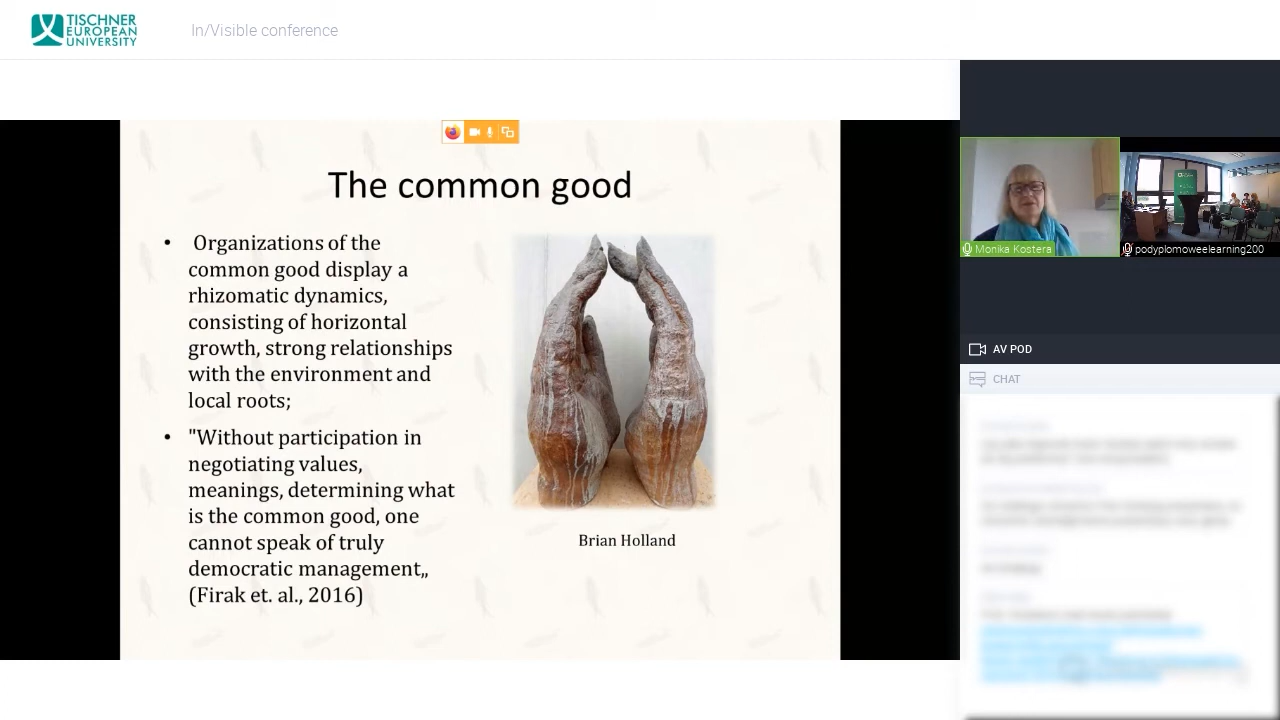 TISCHNER
EUROPEAN
UNIVERSITY
In/Visible conference
The common good
• Organizations of the
common good display a
rhizomatic dynamics,
consisting of horizontal
growth, strong relationships
with the environment and
local roots;
• "Without participation in
negotiating values,
meanings, determining what
is the common good, one
cannot speak of truly
democratic management„
(Firak et. al., 2016)
Brian Holland
Monika Kostera
podyplomoweelearning200
AV POD
CHAT